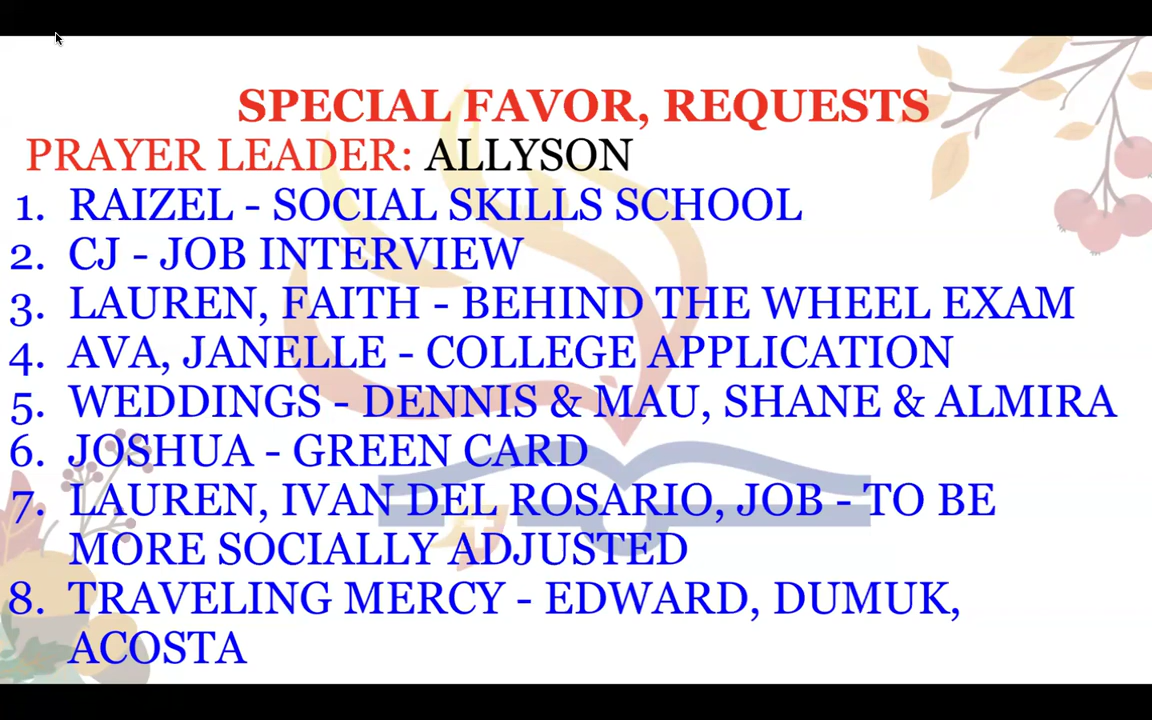 SPECIAL FAVOR, REQUESTS
PRAYER LEADER: ALLYSON
1. RAIZEL - SOCIAL SKILLS SCHOOL
2. CJ - JOB INTERVIEW
3. LAUREN, FAITH - BEHIND THE WHEEL EXAM
4. AVA, JANELLE - COLLEGE APPLICATION
5. WEDDINGS - DENNIS & MAU, SHANE & ALMIRA
6. JOSHUA - GREEN CARD
7. LAUREN, IVAN DEL ROSARIO, JOB - TO BE
MORE SOCIALLY ADJUSTED
8. TRAVELING MERCY - EDWARD, DUMUK,
ACOSTA